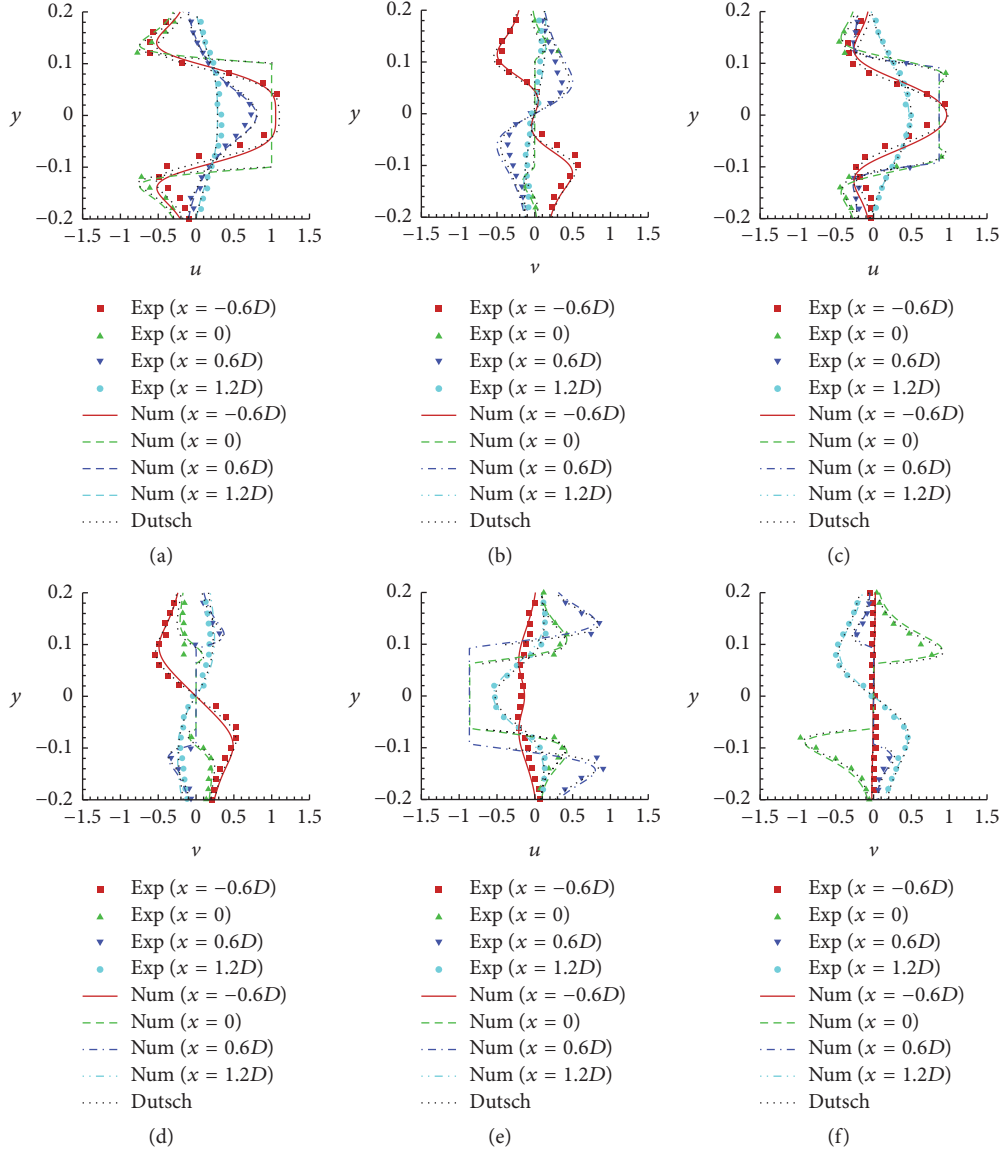 0.2
0.1
y
0
−0.1
−0.2
−1.5 −1 −0.5 0 0.5 1 1.5
u
Exp (x = −0.6D)
Exp (x = 0)
Exp (x = 0.6D)
Exp (x = 1.2D)
Num (x = −0.6D)
Num (x = 0)
Num (x = 0.6D)
Num (x = 1.2D)
Dutsch
(a)
0.2
0.1
y
0
−0.1
−0.2
−1.5 −1 −0.5 0 0.5 1 1.5
v
Exp (x = −0.6D)
Exp (x = 0)
Exp (x = 0.6D)
Exp (x = 1.2D)
Num (x = −0.6D)
Num (x = 0)
Num (x = 0.6D)
Num (x = 1.2D)
Dutsch
(b)
0.2
0.1
y
0
−0.1
−0.2
−1.5 −1 −0.5 0 0.5 1 1.5
u
Exp (x = −0.6D)
Exp (x = 0)
Exp (x = 0.6D)
Exp (x = 1.2D)
Num (x = −0.6D)
Num (x = 0)
Num (x = 0.6D)
Num (x = 1.2D)
Dutsch
(c)
0.2
0.1
y
0
−0.1
−0.2
−1.5 −1 −0.5 0 0.5 1 1.5
v
Exp (x = −0.6D)
Exp (x = 0)
Exp (x = 0.6D)
Exp (x = 1.2D)
Num (x = −0.6D)
Num (x = 0)
Num (x = 0.6D)
Num (x = 1.2D)
Dutsch
(d)
0.2
0.1
y
0
−0.1
−0.2
−1.5 −1 −0.5 0 0.5 1 1.5
u
Exp (x = −0.6D)
Exp (x = 0)
Exp (x = 0.6D)
Exp (x = 1.2D)
Num (x = −0.6D)
Num (x = 0)
Num (x = 0.6D)
Num (x = 1.2D)
Dutsch
(e)
0.2
0.1
y
0
−0.1
−0.2
−1.5 −1 −0.5 0 0.5 1 1.5
v
Exp (x = −0.6D)
Exp (x = 0)
Exp (x = 0.6D)
Exp (x = 1.2D)
Num (x = −0.6D)
Num (x = 0)
Num (x = 0.6D)
Num (x = 1.2D)
Dutsch
(f)